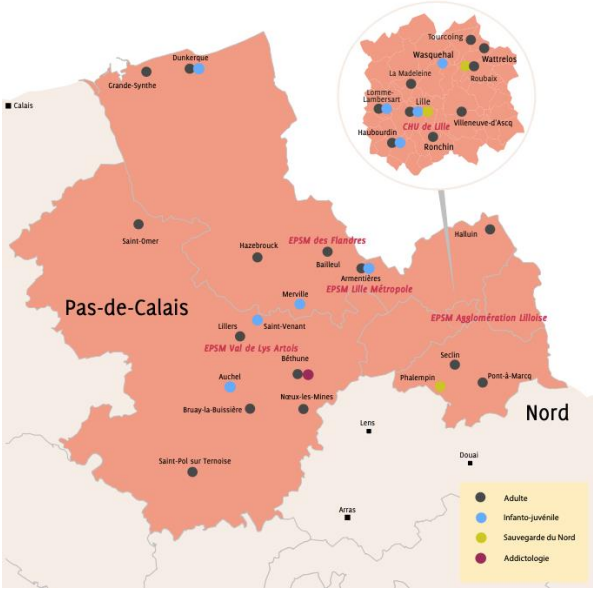 Tourcoing
Wasquehal
Wattrelos
Roubaix
La Madeleine
Lomme-
Lambersart
Lille
Villeneuve-d'Ascq
CHU de Lille
Haubourdin
Ronchin
Dunkerque
Grande-Synthe
Calais
Saint-Omer
Hazebrouck
EPSM des Flandres
Bailleul
Halluin
Armentières
EPSM Lille Métropole
Merville
Pas-de-Calais
Saint-Venant
Lillers
EPSM Agglomération Lilloise
EPSM Val de Lys Artois
Béthune
Seclin
Auchel
Phalempin
Pont-à-Marcq
Nœux-les-Mines
Bruay-la-Buissière
Nord
Lens
Saint-Pol sur Ternoise
Douai
Arras
Adulte
Infanto-juvénile
Sauvegarde du Nord
Addictologie